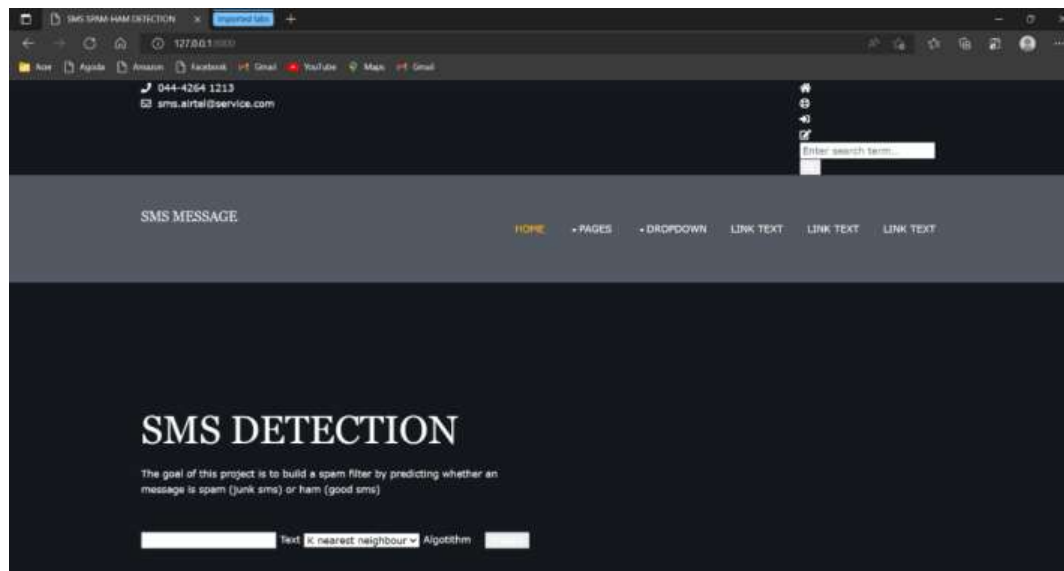 SMS SPAM-HAM DETECTION
Imported tabs
127.0.0.1:8000
Acer Agoda Amazon Facebook Gmail YouTube Maps Gmail
044-4264 1213
sms.airtel@service.com
Enter search term...
SMS MESSAGE
HOME PAGES DROPDOWN LINK TEXT LINK TEXT LINK TEXT
SMS DETECTION
The goal of this project is to build a spam filter by predicting whether an
message is spam (junk sms) or ham (good sms)
Text K nearest neighbour Algotithm